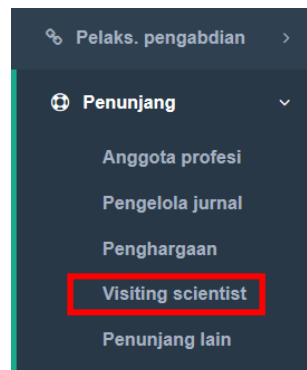 Pelaks. pengabdian
Penunjang
Anggota profesi
Pengelola jurnal
Penghargaan
Visiting scientist
Penunjang lain